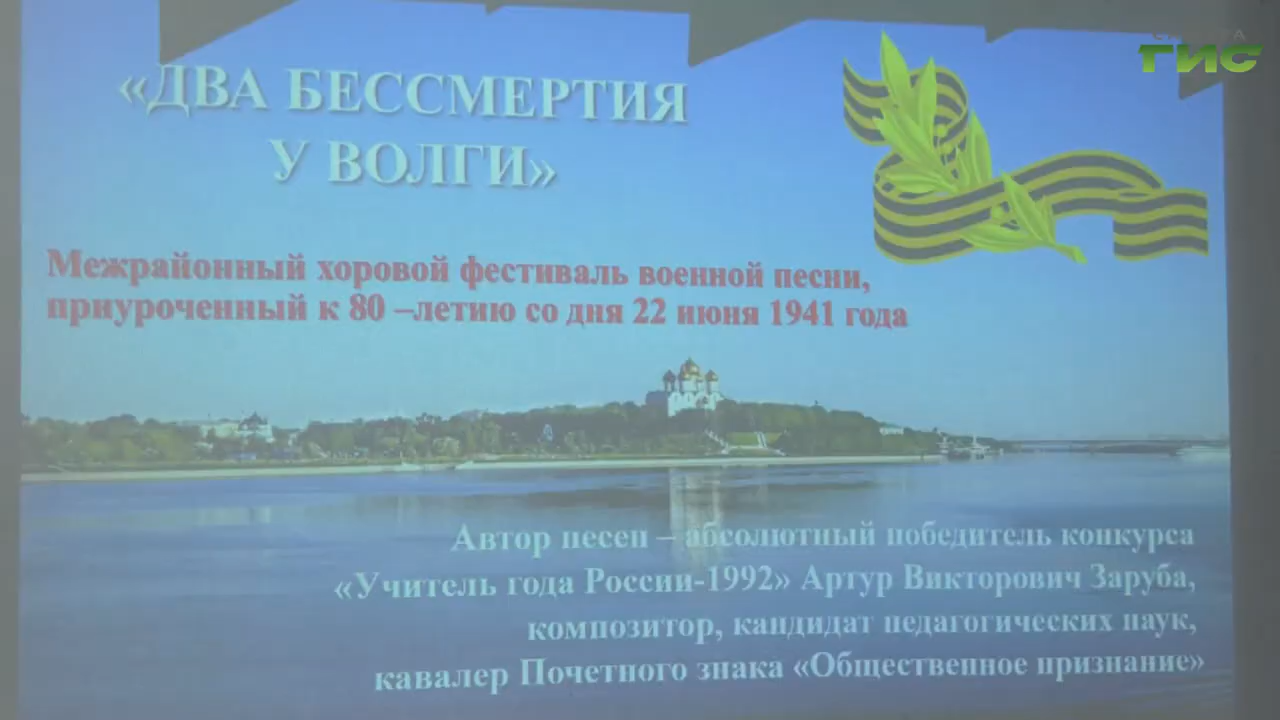 САМАРА
ГИС
«ДВА БЕССМЕРТИЯ
У ВОЛГИ»
Межрайонный хоровой фестиваль военной песни,
приуроченный к 80 –летию со дня 22 июня 1941 года
Автор песен – абсолютный победитель конкурса
«Учитель года России-1992» Артур Викторович Заруба,
композитор, кандидат педагогических наук,
кавалер Почетного знака «Общественное признание»